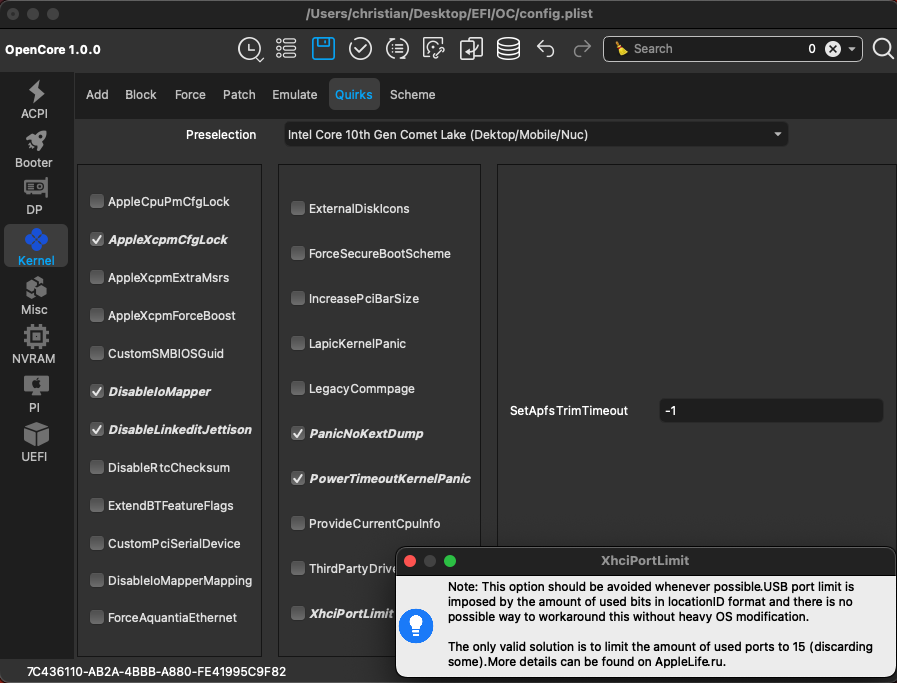 /Users/christian/Desktop/EFI/OC/config.plist
OpenCore 1.0.0
Search
0
ACPI
Booter
DP
Kernel
Misc
NVRAM
PI
UEFI
Add
Block
Force
Patch
Emulate
Quirks
Scheme
Preselection
Intel Core 10th Gen Comet Lake (Dektop/Mobile/Nuc)
AppleCpuPmCfgLock
AppleXcpmCfgLock
AppleXcpmExtraMsrs
AppleXcpmForceBoost
CustomSMBIOSGuid
DisableIoMapper
DisableLinkeditJettison
DisableRtcChecksum
ExtendBTFeatureFlags
CustomPciSerialDevice
DisableIoMapperMapping
ForceAquantiaEthernet
ExternalDiskIcons
ForceSecureBootScheme
IncreasePciBarSize
LapicKernelPanic
LegacyCommpage
PanicNoKextDump
PowerTimeoutKernelPanic
ProvideCurrentCpuInfo
ThirdPartyDrive
XhciPortLimit
SetApfsTrimTimeout
-1
XhciPortLimit
Note: This option should be avoided whenever possible.USB port limit is
imposed by the amount of used bits in locationID format and there is no
possible way to workaround this without heavy OS modification.
The only valid solution is to limit the amount of used ports to 15 (discarding
some).More details can be found on AppleLife.ru.
7C436110-AB2A-4BBB-A880-FE41995C9F82